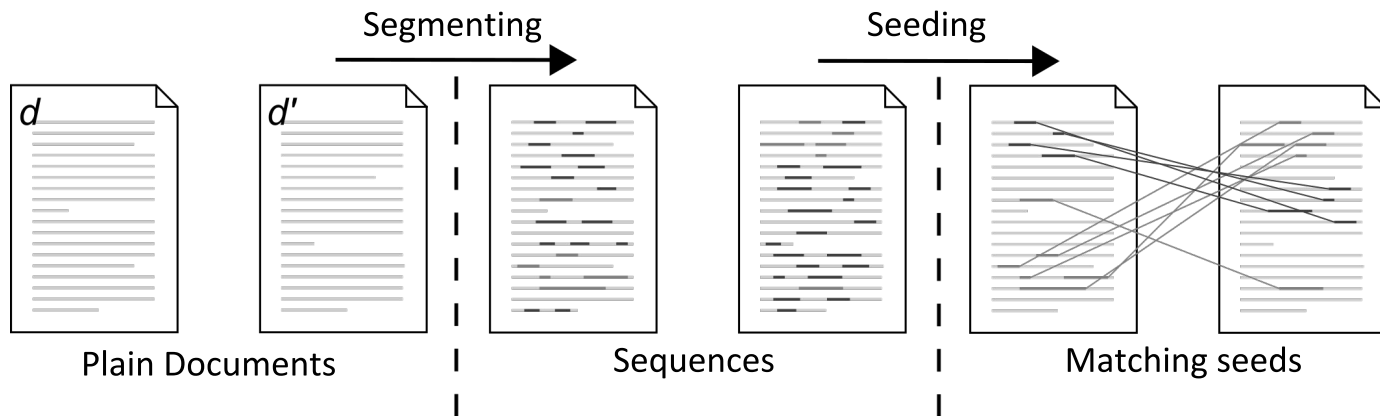 Segmenting
Seeding
d
d'
Plain Documents
Sequences
Matching seeds